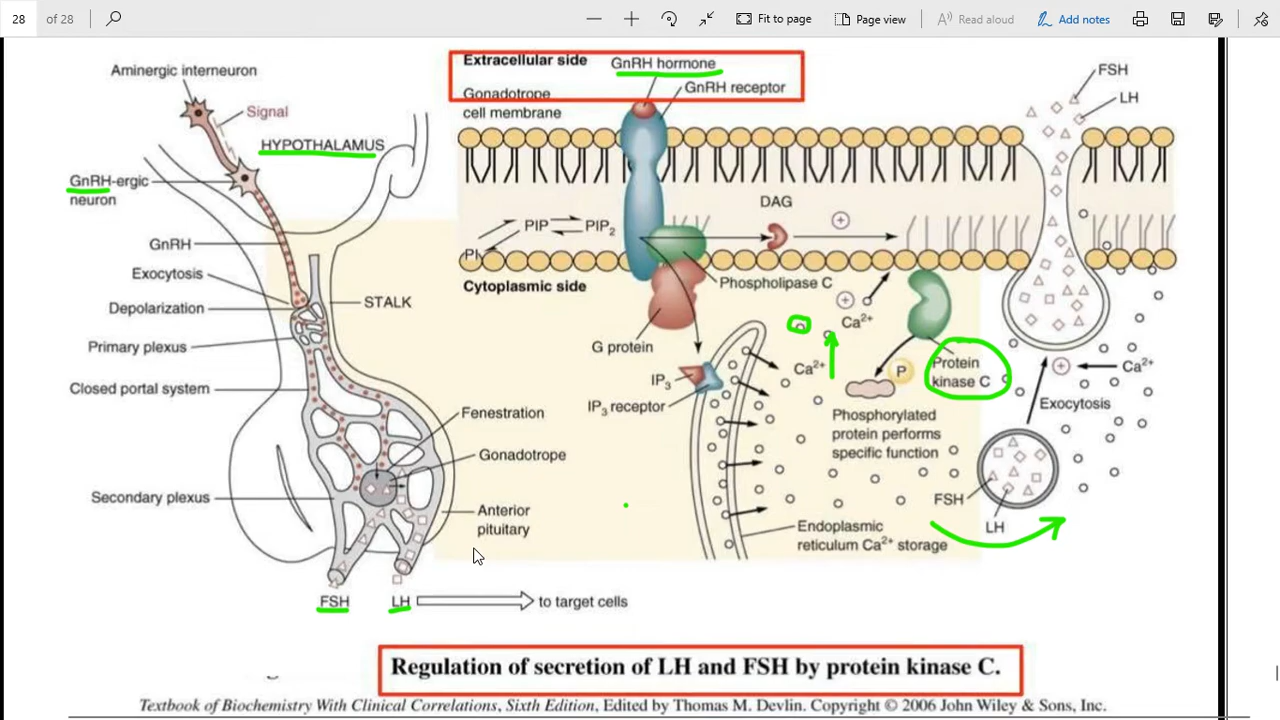 28 of 28
Fit to page
Page view
Read aloud
Add notes
Aminergic interneuron
Signal
HYPOTHALAMUS
GnRH-ergic
neuron
GnRH
Exocytosis
Depolarization
Primary plexus
Closed portal system
Secondary plexus
STALK
Fenestration
Gonadotrope
Anterior
pituitary
FSH
LH
to target cells
Extracellular side
GnRH hormone
GnRH receptor
Gonadotrope
cell membrane
FSH
LH
DAG
+
PI
PIP
PIP2
Cytoplasmic side
Phospholipase C
+
Ca2+
G protein
Ca2+
IP3
IP3 receptor
P
Protein
kinase C
Phosphorylated
protein performs
specific function
+
Ca2+
Exocytosis
FSH
LH
Endoplasmic
reticulum Ca2+ storage
Regulation of secretion of LH and FSH by protein kinase C.
Textbook of Biochemistry With Clinical Correlations, Sixth Edition, Edited by Thomas M. Devlin. Copyright © 2006 John Wiley & Sons, Inc.